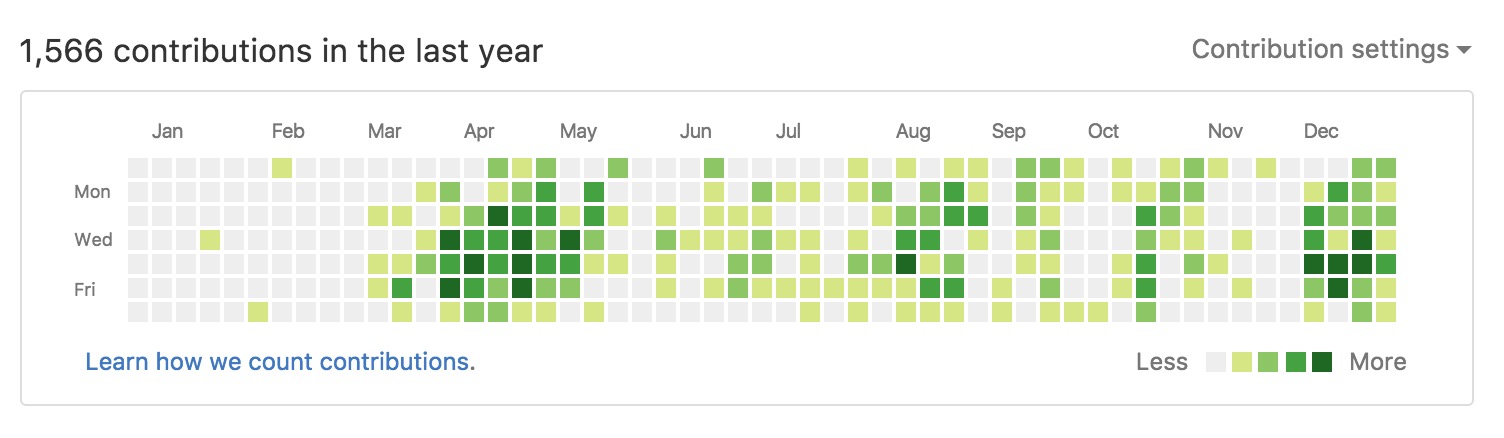 1,566 contributions in the last year
Contribution settings
Jan Feb Mar Apr May Jun Jul Aug Sep Oct Nov Dec
Mon
Wed
Fri
Learn how we count contributions.
Less More